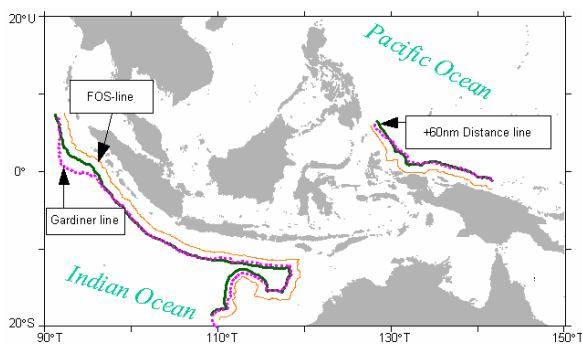 20°U
Pacific Ocean
FOS-line
+60nm Distance line
0°
Gardiner line
Indian Ocean
20°S
90°T
110°T
130°T
150°T